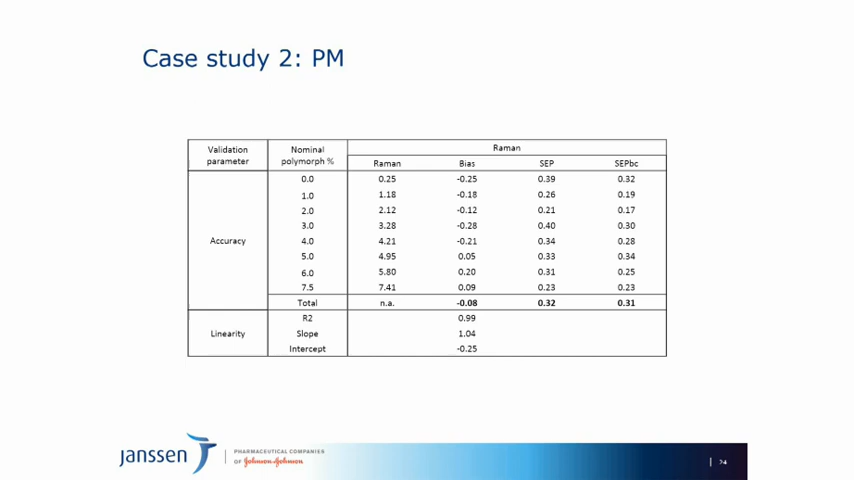 Case study 2: PM
Validation parameter | Nominal polymorph % | Raman
Raman | Bias | SEP | SEPbc
Accuracy
0.0 | 0.25 | -0.25 | 0.39 | 0.32
1.0 | 1.18 | -0.18 | 0.26 | 0.19
2.0 | 2.12 | -0.12 | 0.21 | 0.17
3.0 | 3.28 | -0.28 | 0.40 | 0.30
4.0 | 4.21 | -0.21 | 0.34 | 0.28
5.0 | 4.95 | 0.05 | 0.33 | 0.34
6.0 | 5.80 | 0.20 | 0.31 | 0.25
7.5 | 7.41 | 0.09 | 0.23 | 0.23
Total | n.a. | -0.08 | 0.32 | 0.31
Linearity
R2 | 0.99
Slope | 1.04
Intercept | -0.25
janssen
PHARMACEUTICAL COMPANIES
OF Johnson & Johnson
24